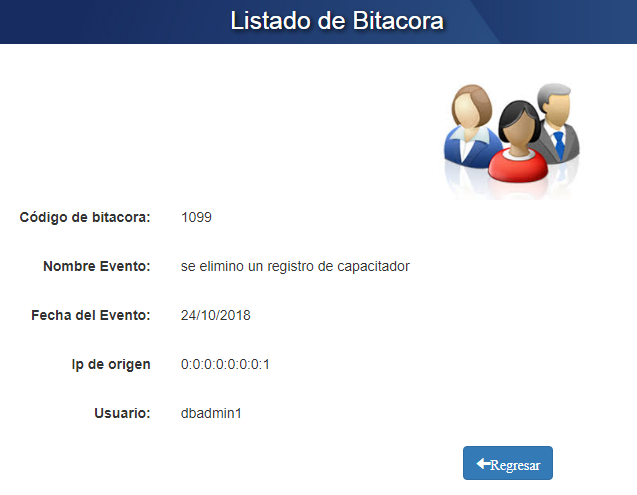 Listado de Bitacora
Código de bitacora: 1099
Nombre Evento: se elimino un registro de capacitador
Fecha del Evento: 24/10/2018
Ip de origen 0:0:0:0:0:0:0:1
Usuario: dbadmin1
Regresar